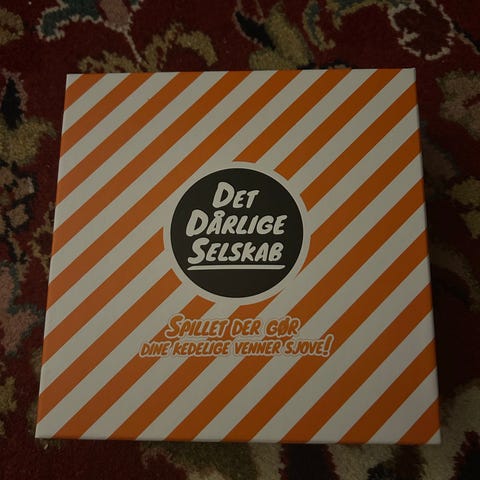 DET
DÅRLIGE
SELSKAB
SPILLET DER GØR
DINE KEDELIGE VENNER SJOVE!